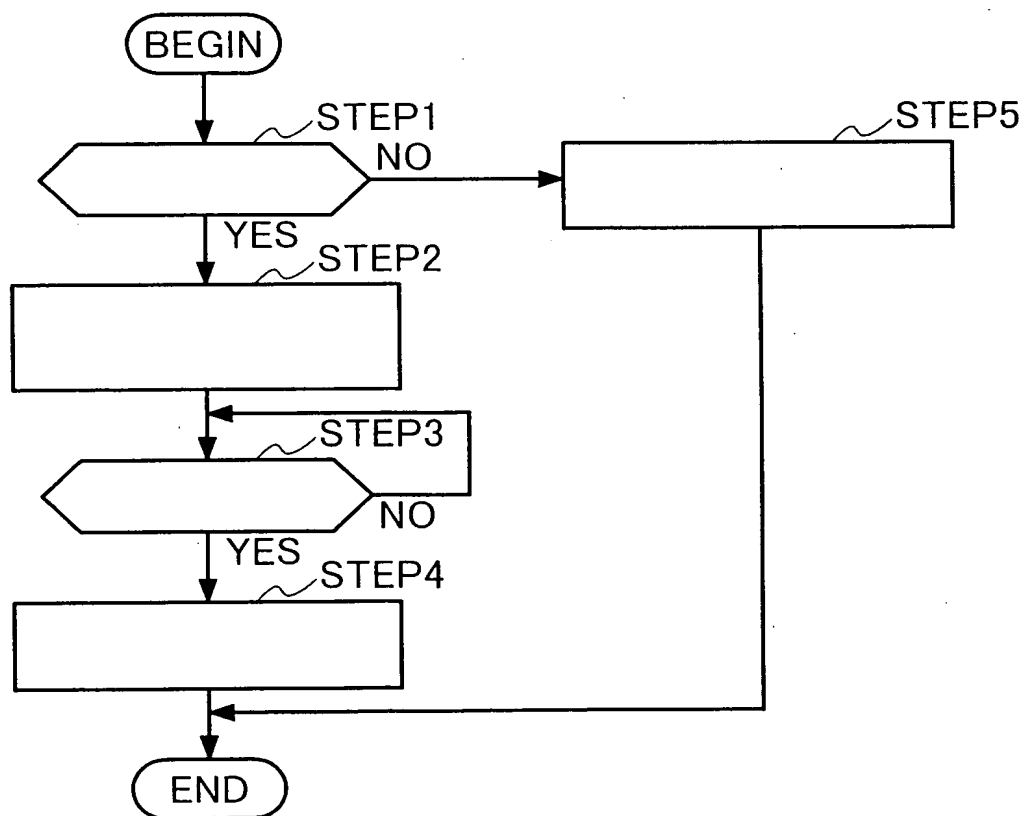 BEGIN
STEP1
NO
STEP5
YES
STEP2
STEP3
NO
YES
STEP4
END